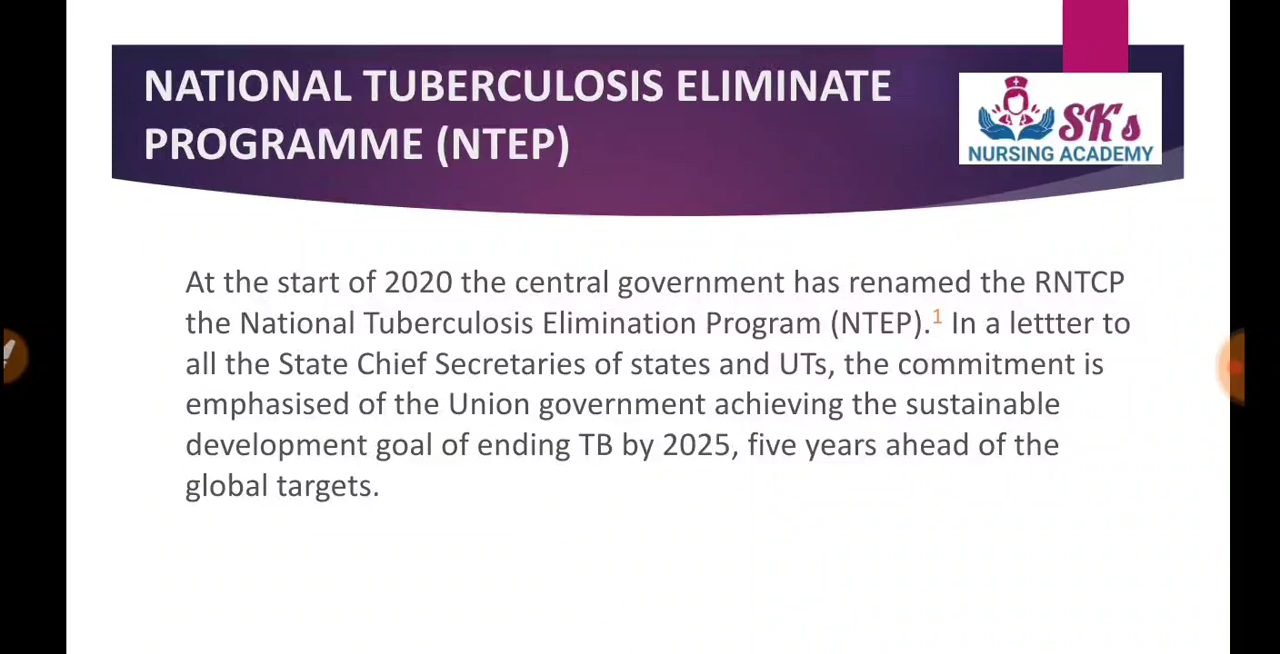 NATIONAL TUBERCULOSIS ELIMINATE
PROGRAMME (NTEP)
SK's
NURSING ACADEMY
At the start of 2020 the central government has renamed the RNTCP
the National Tuberculosis Elimination Program (NTEP).1 In a lettter to
all the State Chief Secretaries of states and UTs, the commitment is
emphasised of the Union government achieving the sustainable
development goal of ending TB by 2025, five years ahead of the
global targets.